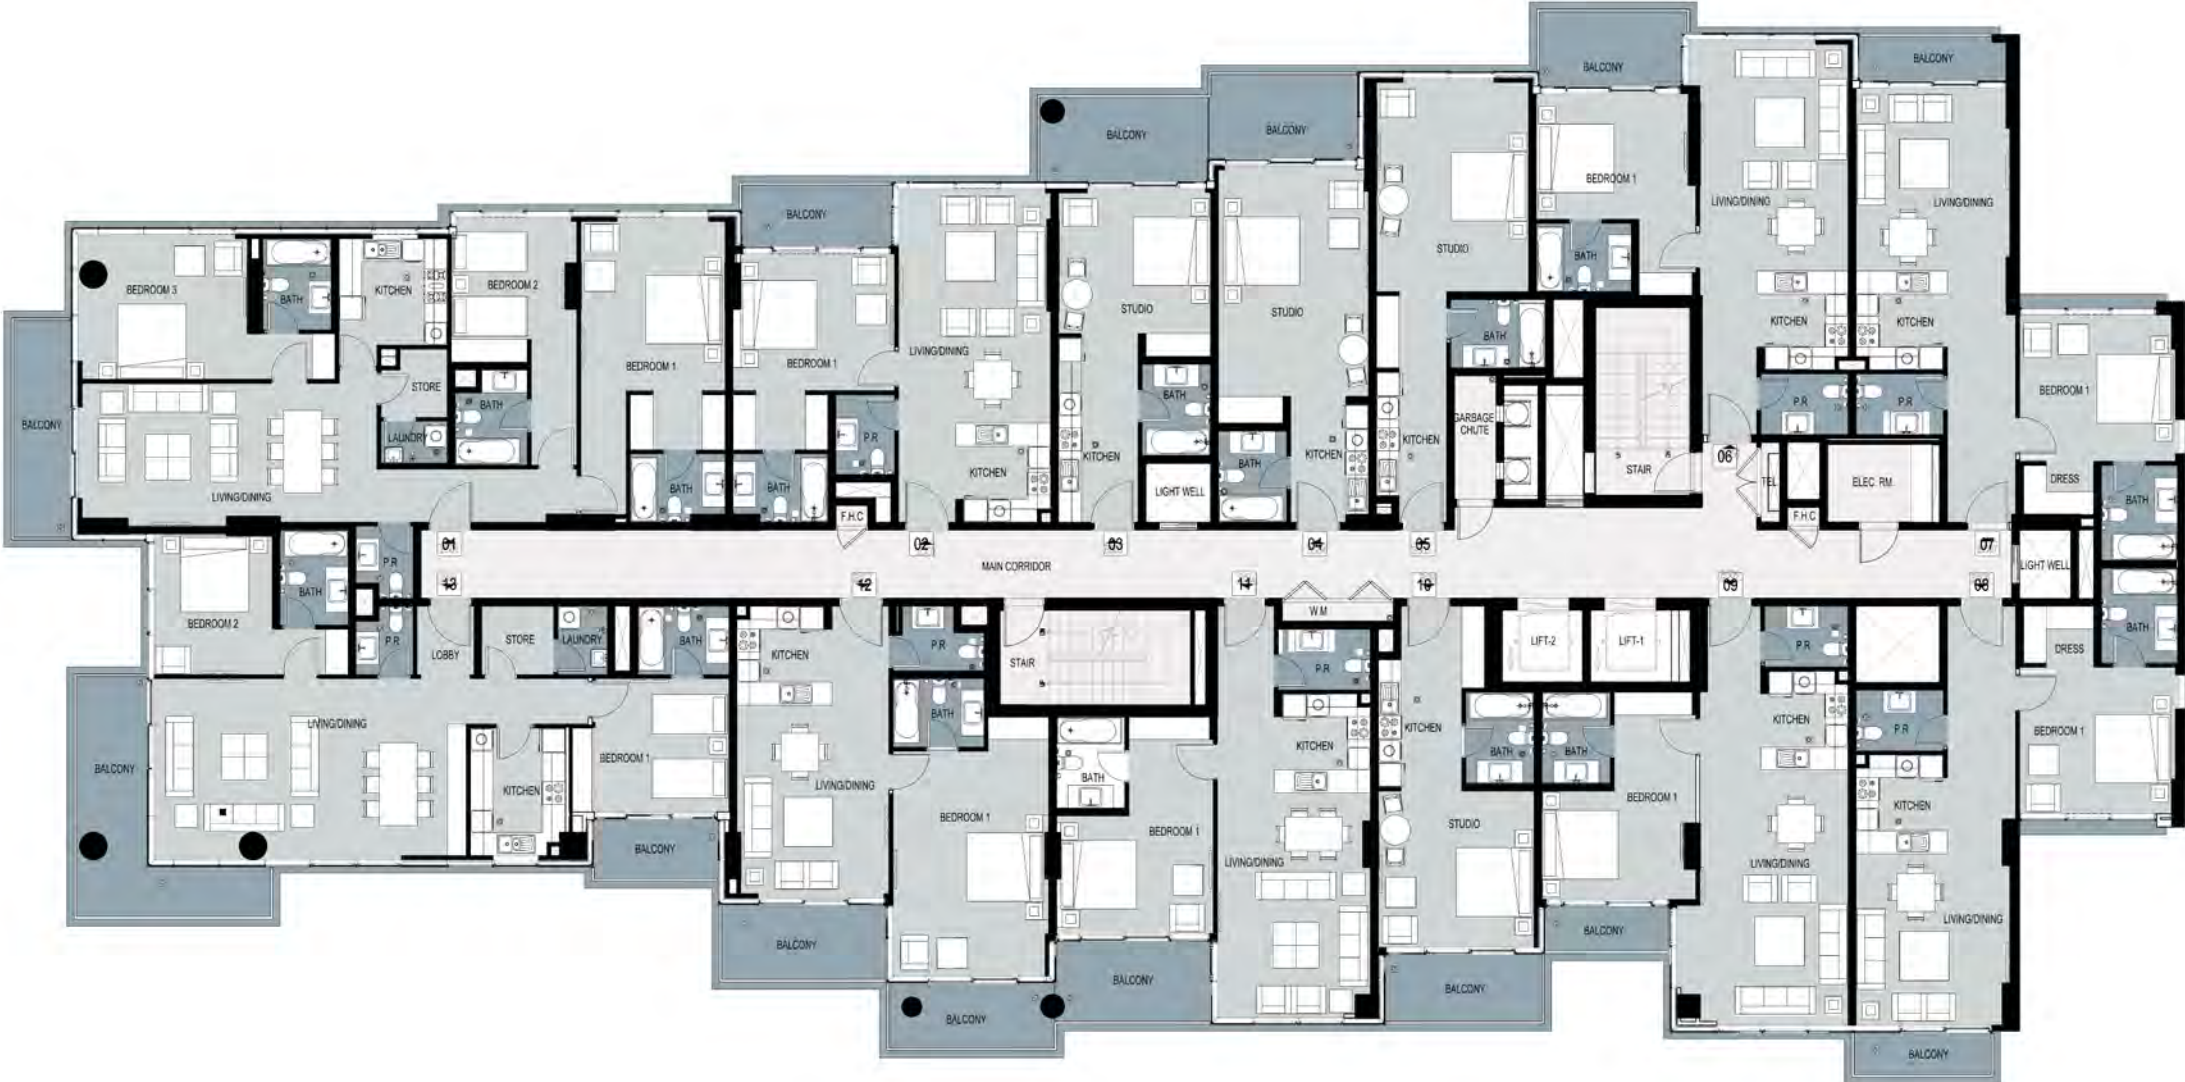 BALCONY
BALCONY
BALCONY
BALCONY
BALCONY
BEDROOM 1
LIVING/DINING
LIVING/DINING
BALCONY
STUDIO
BATH
BEDROOM 3
BATH
KITCHEN
BEDROOM 2
STUDIO
STUDIO
KITCHEN
KITCHEN
BATH
BEDROOM 1
BEDROOM 1
LIVING/DINING
BATH
P.R
P.R
BEDROOM 1
STORE
BATH
BALCONY
LAUNDRY
P.R
KITCHEN
KITCHEN
BATH
KITCHEN
KITCHEN
GARBAGE
CHUTE
STAIR
06
TEL
ELEC. RM.
DRESS
LIVING/DINING
BATH
BATH
LIGHT WELL
BATH
F.H.C
F.H.C
01
02
03
04
05
07
P.R
MAIN CORRIDOR
LIGHT WELL
13
12
11
10
09
08
BATH
BEDROOM 2
P.R
LOBBY
STORE
LAUNDRY
BATH
KITCHEN
P.R
STAIR
W.M
P.R
LIFT-2
LIFT-1
P.R
DRESS
BATH
LIVING/DINING
BATH
KITCHEN
KITCHEN
KITCHEN
P.R
BEDROOM 1
BALCONY
BEDROOM 1
KITCHEN
LIVING/DINING
BATH
BATH
BATH
BEDROOM 1
BEDROOM 1
BEDROOM 1
STUDIO
KITCHEN
BALCONY
LIVING/DINING
LIVING/DINING
LIVING/DINING
BALCONY
BALCONY
BALCONY
BALCONY
BALCONY
BALCONY